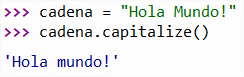 >>> cadena = "Hola Mundo!"
>>> cadena.capitalize()
'Hola mundo!'